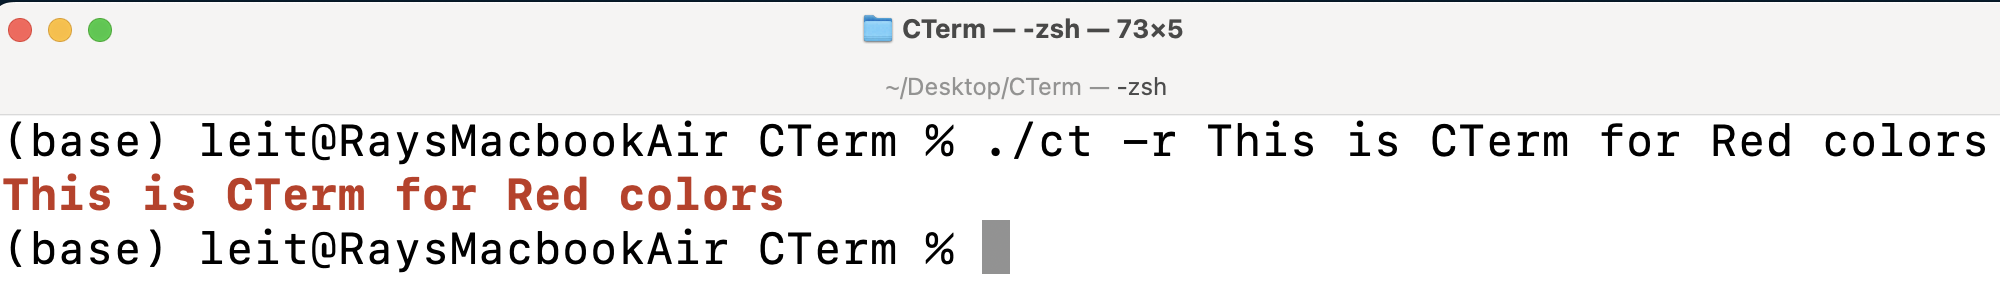 CTerm — -zsh — 73×5
~/Desktop/CTerm — -zsh
(base) leit@RaysMacbookAir CTerm % ./ct -r This is CTerm for Red colors
This is CTerm for Red colors
(base) leit@RaysMacbookAir CTerm %